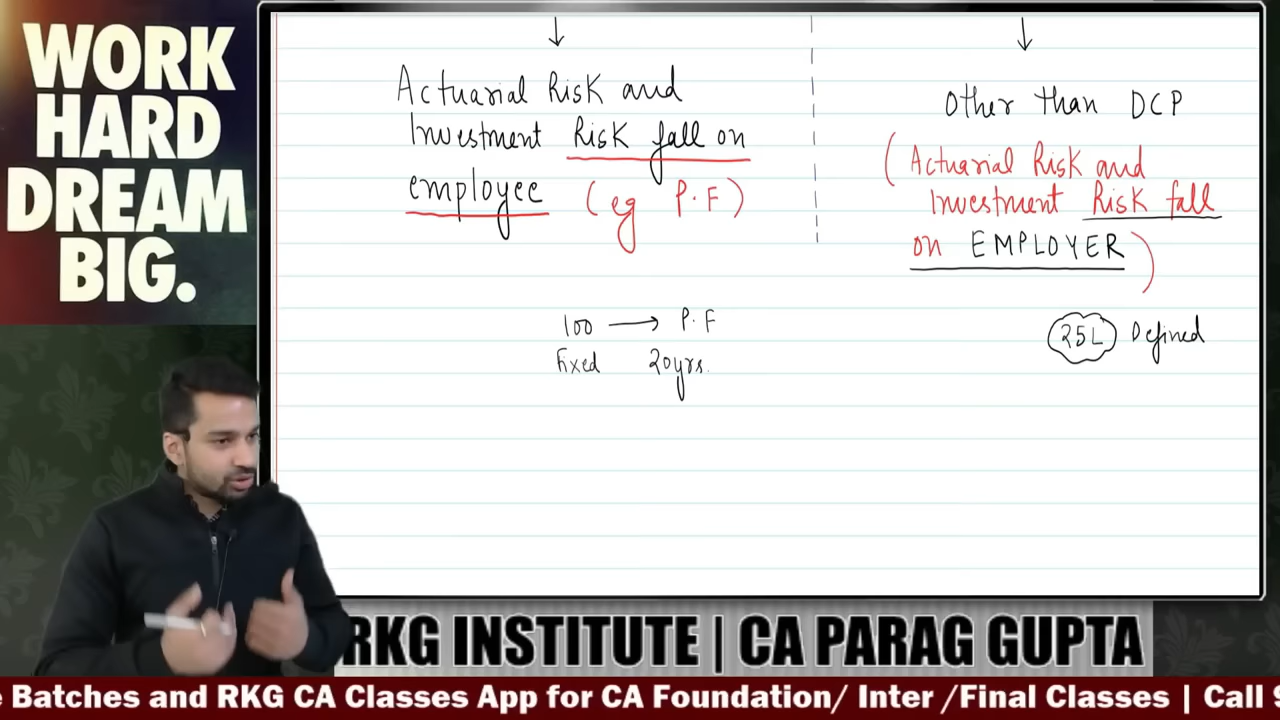 WORK
HARD
DREAM
BIG.
Actuarial Risk and
Investment Risk fall on
employee (eg P.F)
Other than DCP
(Actuarial Risk and
Investment Risk fall
on EMPLOYER)
100 → P.F
Fixed 20yrs.
25L Defined
RKG INSTITUTE | CA PARAG GUPTA
e Batches and RKG CA Classes App for CA Foundation/ Inter /Final Classes | Call 9